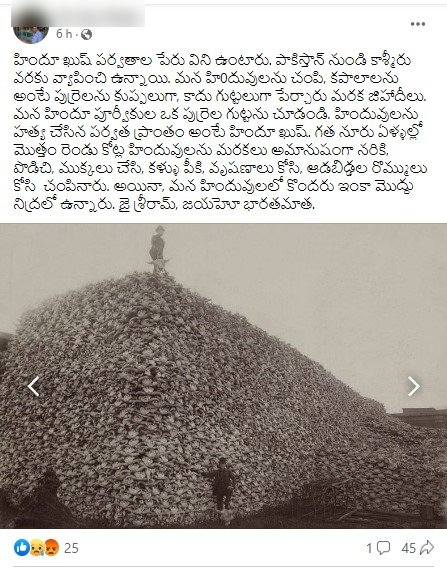 6 h ·
హిందూ ఖుష్ పర్వతాల పేరు విని ఉంటారు. పాకిస్తాన్ నుండి కాశ్మీరు
వరకు వ్యాపించి ఉన్నాయి. మన హిందువులను చంపి, కపాలాలను
అంటే పుర్రెలను కుప్పలుగా, కాదు గుట్టలుగా పేర్చారు మరక జిహాదీలు.
మన హిందూ పూర్వీకుల ఒక పుర్రెల గుట్టను చూడండి. హిందువులను
హత్య చేసిన పర్వత ప్రాంతం అంటే హిందూ ఖుష్. గత నూరు ఏళ్ళల్లో
మొత్తం రెండు కోట్ల హిందువులను మరకలు అమానుషంగా నరికి,
పొడిచి, ముక్కలు చేసి, కళ్ళు పీకి, వృషణాలు కోసి, ఆడబిడ్డల రొమ్ములు
కోసి చంపినారు. అయినా, మన హిందువులలో కొందరు ఇంకా మొద్దు
నిద్రలో ఉన్నారు. జై శ్రీరామ్, జయహో భారతమాత.
25
1
45